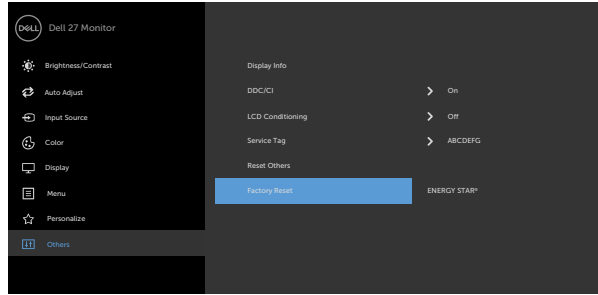 DELL
Dell 27 Monitor
Brightness/Contrast
Auto Adjust
Input Source
Color
Display
Menu
Personalize
Others
Display Info
DDC/CI On
LCD Conditioning Off
Service Tag ABCDEFG
Reset Others
Factory Reset ENERGY STAR®